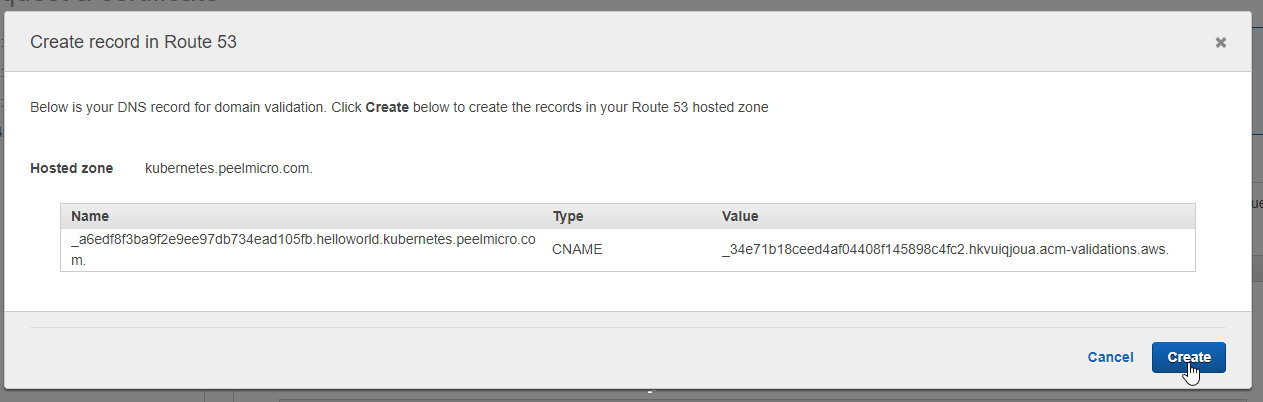 Create record in Route 53
Below is your DNS record for domain validation. Click Create below to create the records in your Route 53 hosted zone
Hosted zone kubernetes.peelmicro.com.
Name Type Value
_a6edf8f3ba9f2e9ee97db734ead105fb.helloworld.kubernetes.peelmicro.co
m.
CNAME
_34e71b18ceed4af04408f145898c4fc2.hkvuiqjoua.acm-validations.aws.
Cancel Create